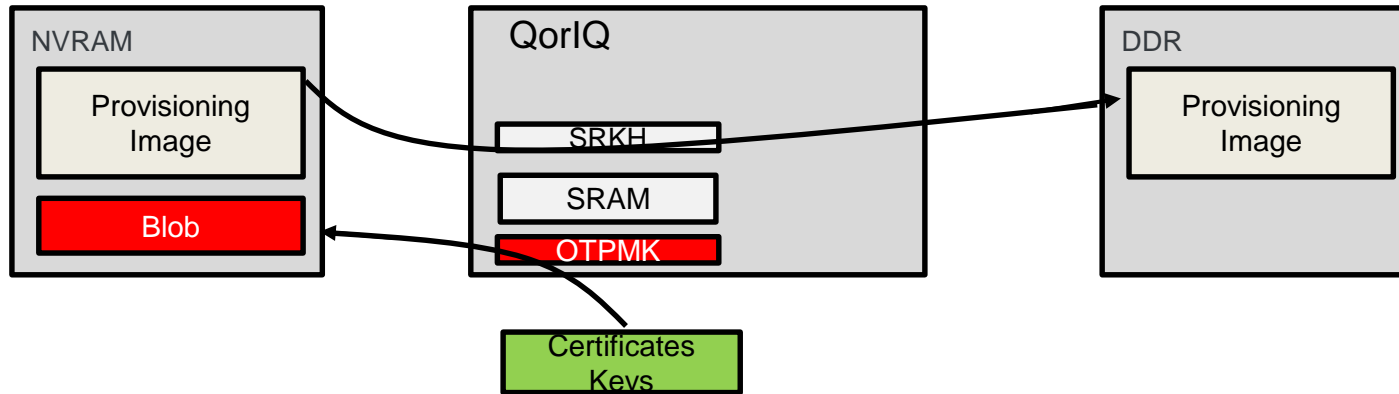 NVRAM
Provisioning
Image
Blob
QorIQ
SRKH
SRAM
OTPMK
Certificates
Keys
DDR
Provisioning
Image